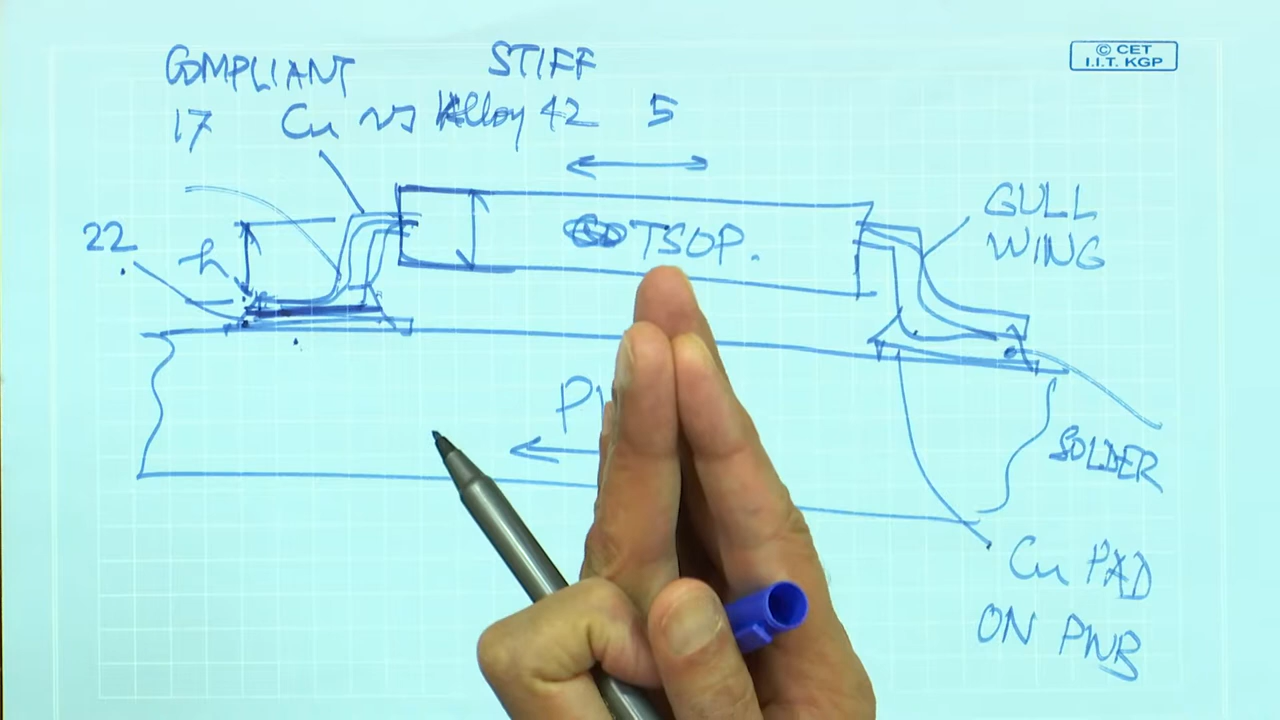 COMPLIANT STIFF
© CET
I.I.T. KGP
17 Cu vs Alloy 42 5
GULL
WING
22
h
TSOP.
SOLDER
Cu PAD
ON PWB